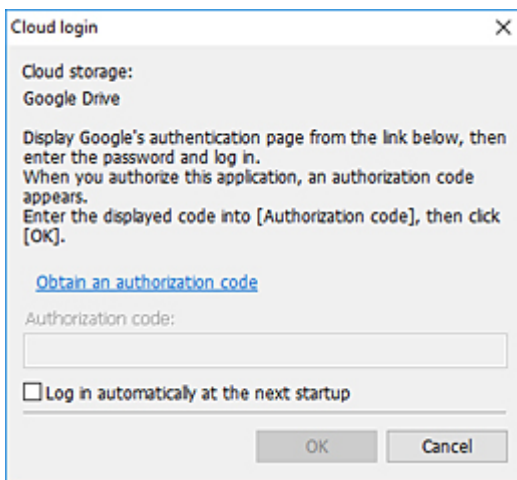 Cloud login
Cloud storage:
Google Drive
Display Google's authentication page from the link below, then
enter the password and log in.
When you authorize this application, an authorization code
appears.
Enter the displayed code into [Authorization code], then click
[OK].
Obtain an authorization code
Authorization code:
Log in automatically at the next startup
OK
Cancel